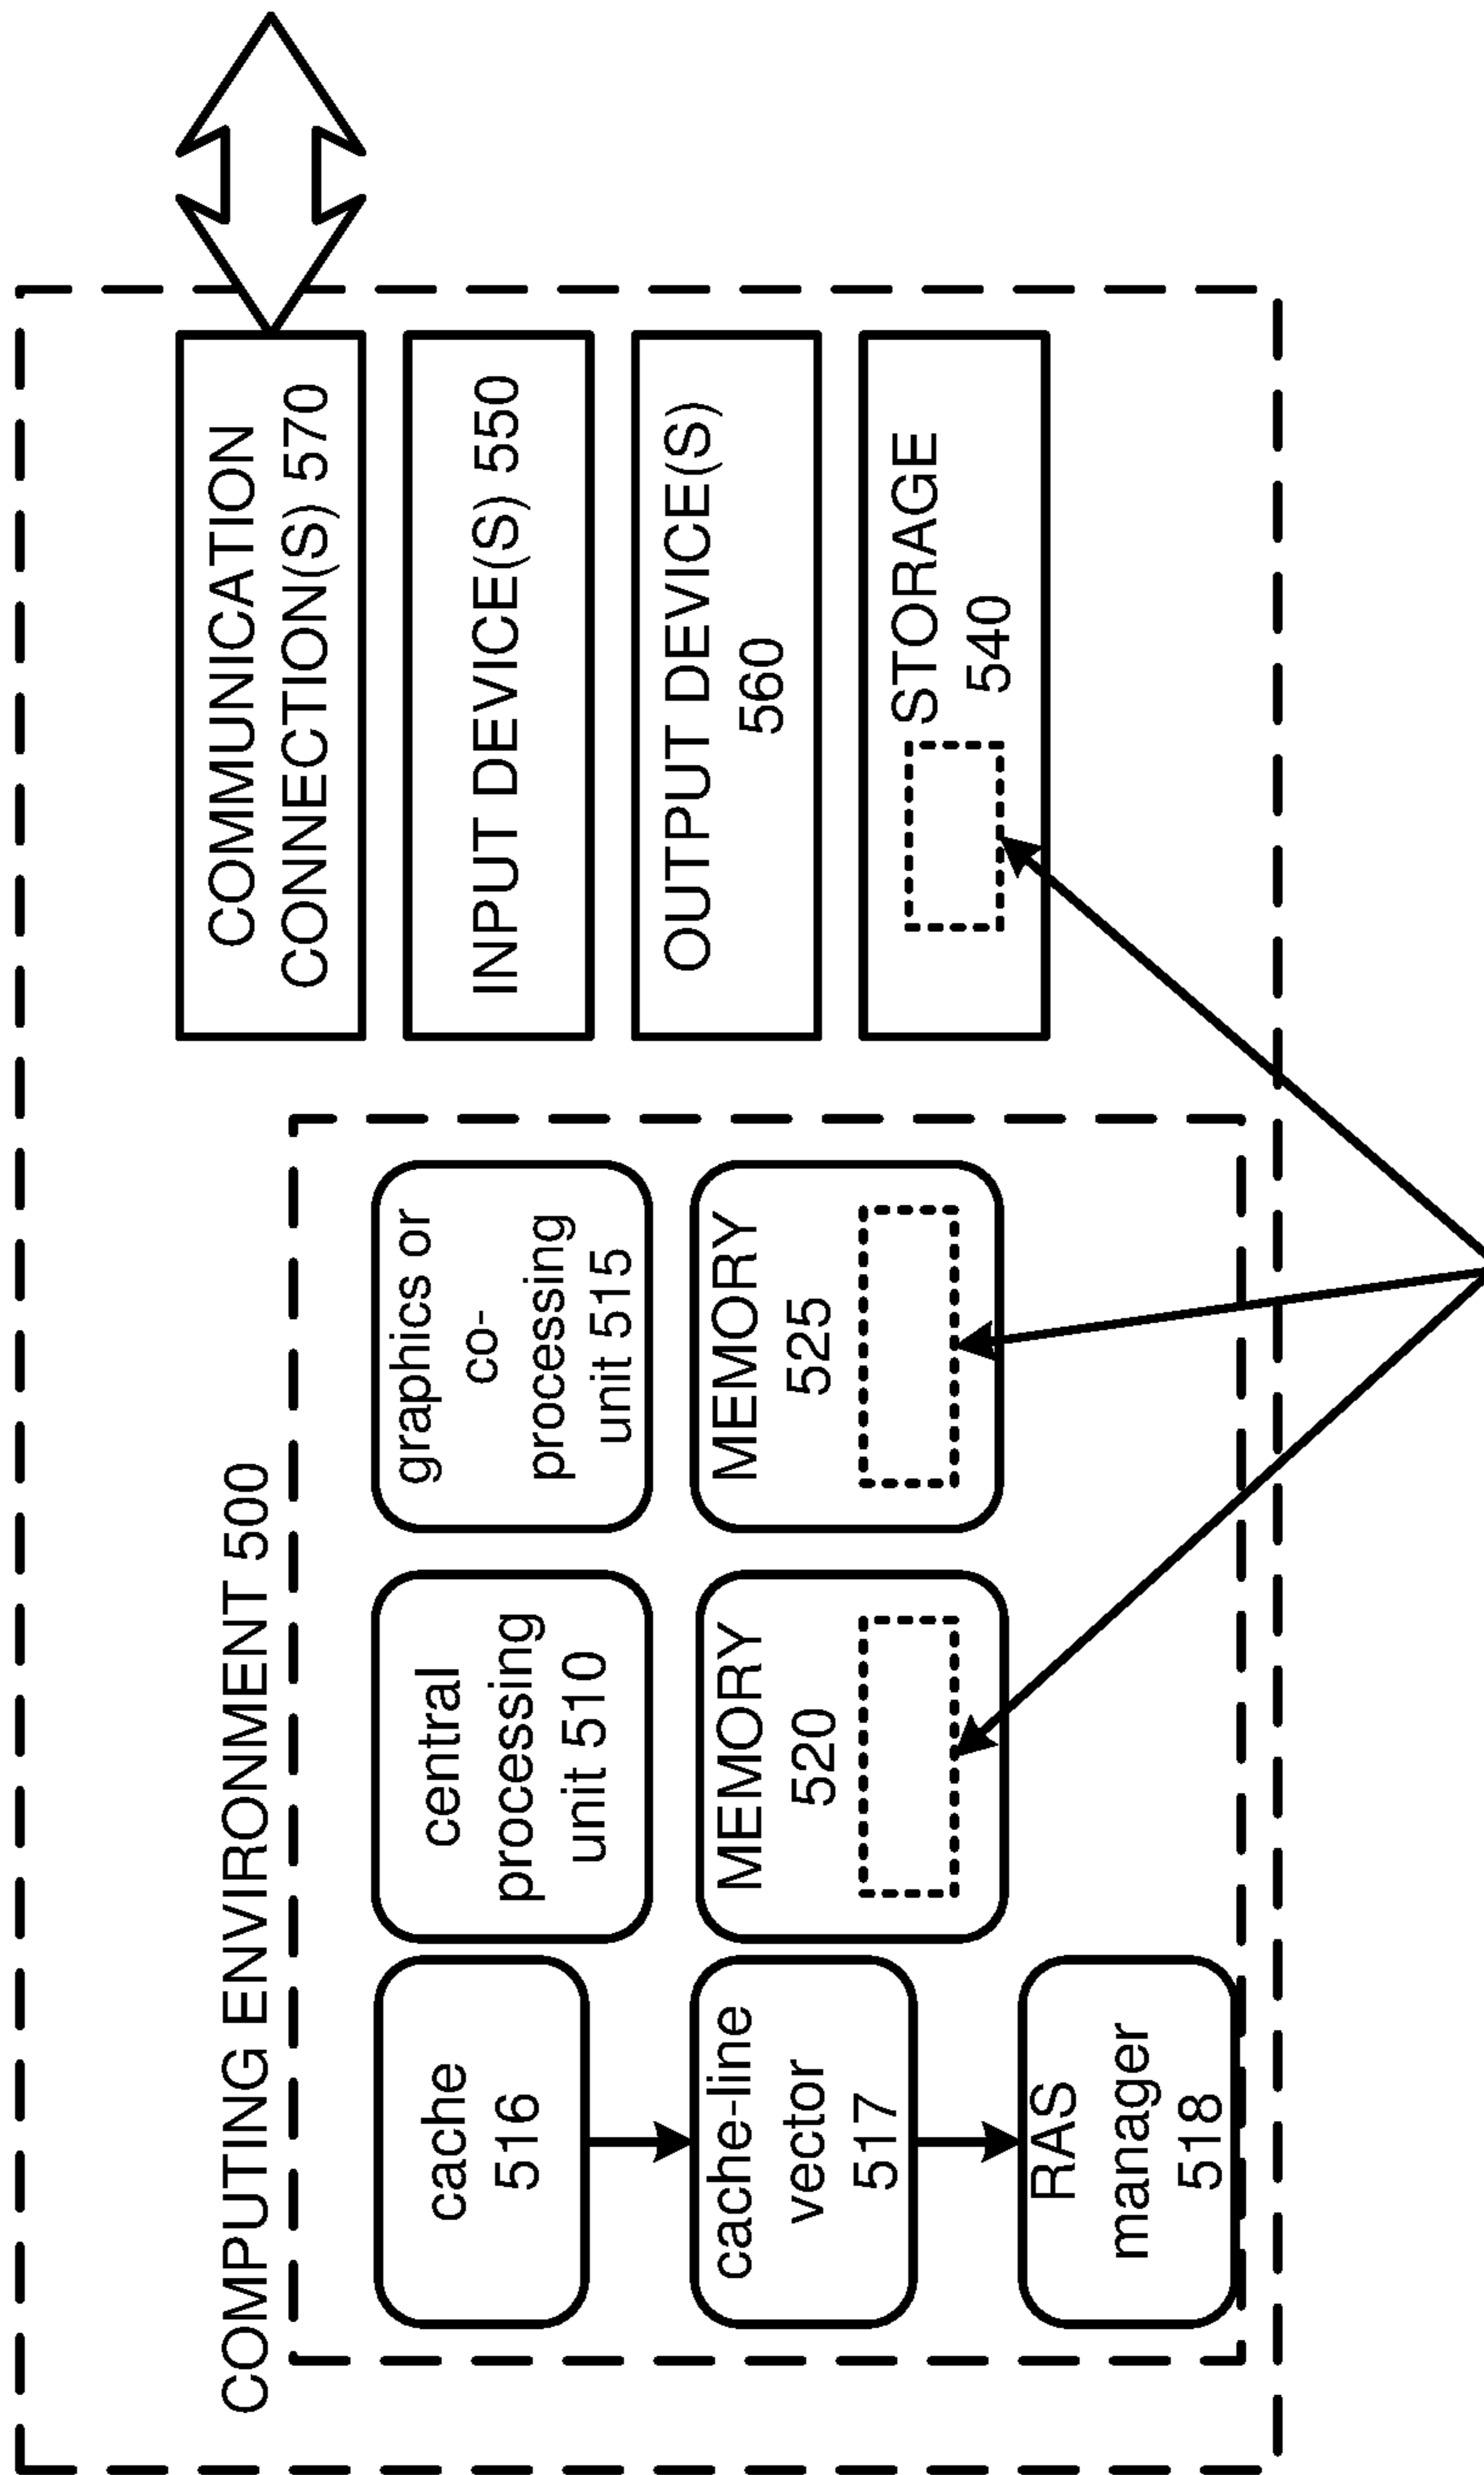 COMPUTING ENVIRONMENT 500
cache
516
cache-line
vector
517
RAS
manager
518
central
processing
unit 510
MEMORY
520
graphics or
co-
processing
unit 515
MEMORY
525
COMMUNICATION
CONNECTION(S) 570
INPUT DEVICE(S) 550
OUTPUT DEVICE(S)
560
STORAGE
540